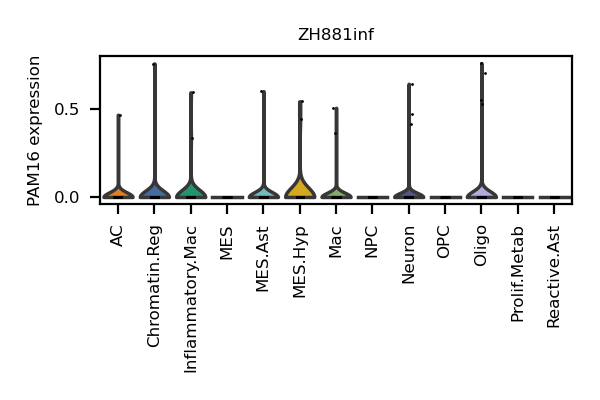 ZH881inf
PAM16 expression
0.5
0.0
AC
Chromatin.Reg
Inflammatory.Mac
MES
MES.Ast
MES.Hyp
Mac
NPC
Neuron
OPC
Oligo
Prolif.Metab
Reactive.Ast